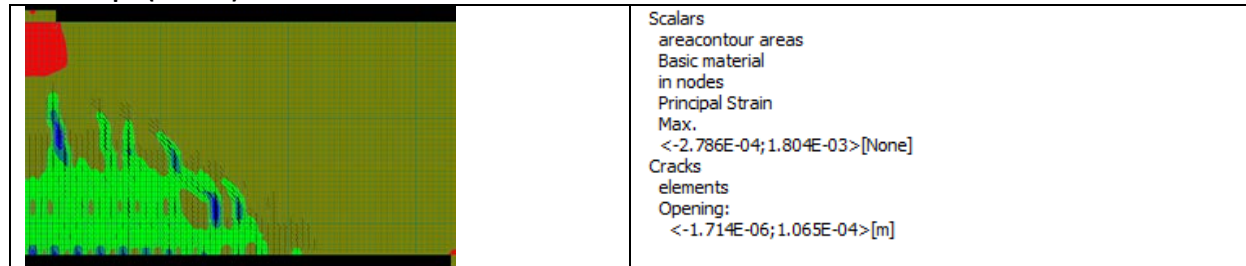 Scalars
areacontour areas
Basic material
in nodes
Principal Strain
Max.
<-2.786E-04;1.804E-03>[None]
Cracks
elements
Opening:
<-1.714E-06;1.065E-04>[m]